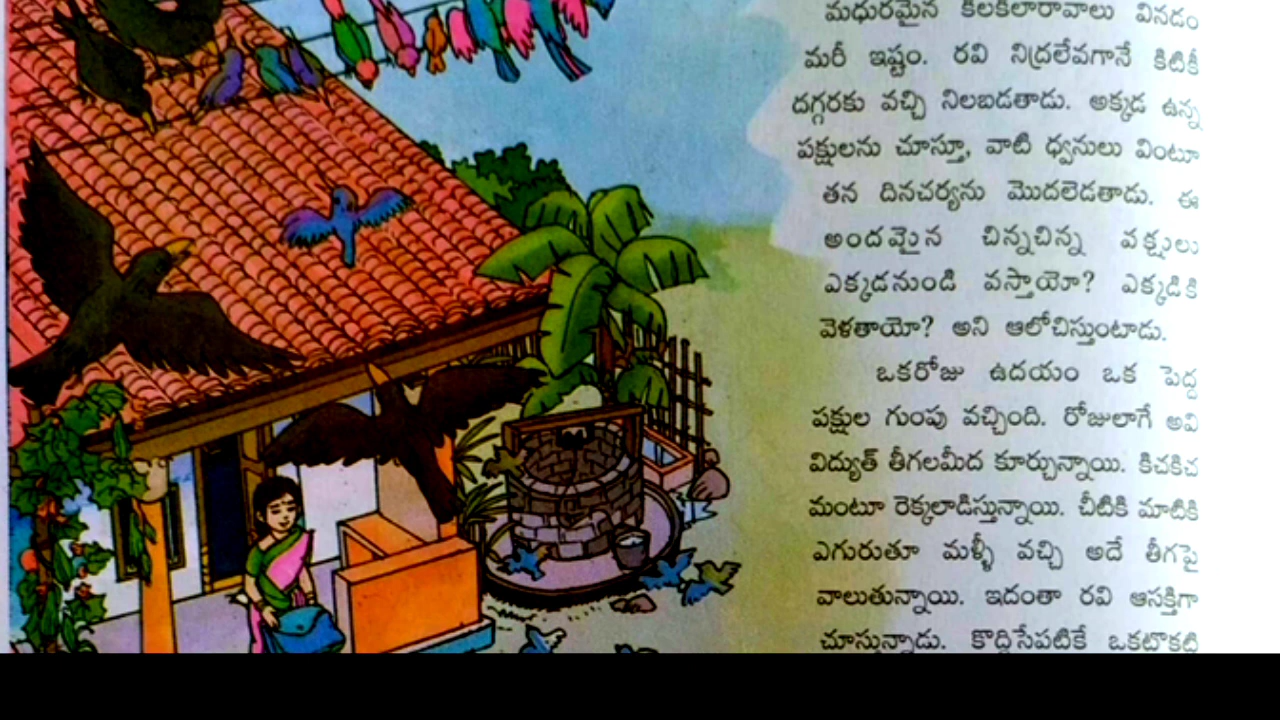 మధురమైన కిలకిలారావాలు వినడం
మరీ ఇష్టం. రవి నిద్రలేవగానే కిటికీ
దగ్గరకు వచ్చి నిలబడతాడు. అక్కడ ఉన్న
పక్షులను చూస్తూ, వాటి ధ్వనులు వింటూ
తన దినచర్యను మొదలెడతాడు. ఈ
అందమైన చిన్నచిన్న పక్షులు
ఎక్కడనుండి వస్తాయో? ఎక్కడికి
వెళతాయో? అని ఆలోచిస్తుంటాడు.
ఒకరోజు ఉదయం ఒక పెద్ద
పక్షుల గుంపు వచ్చింది. రోజులాగే అవి
విద్యుత్ తీగలమీద కూర్చున్నాయి. కిచకిచ
మంటూ రెక్కలాడిస్తున్నాయి. చీటికి మాటికి
ఎగురుతూ మళ్ళీ వచ్చి అదే తీగపై
వాలుతున్నాయి. ఇదంతా రవి ఆసక్తిగా
చూస్తున్నాడు. కొద్దిసేపటికే ఒకటొకటి